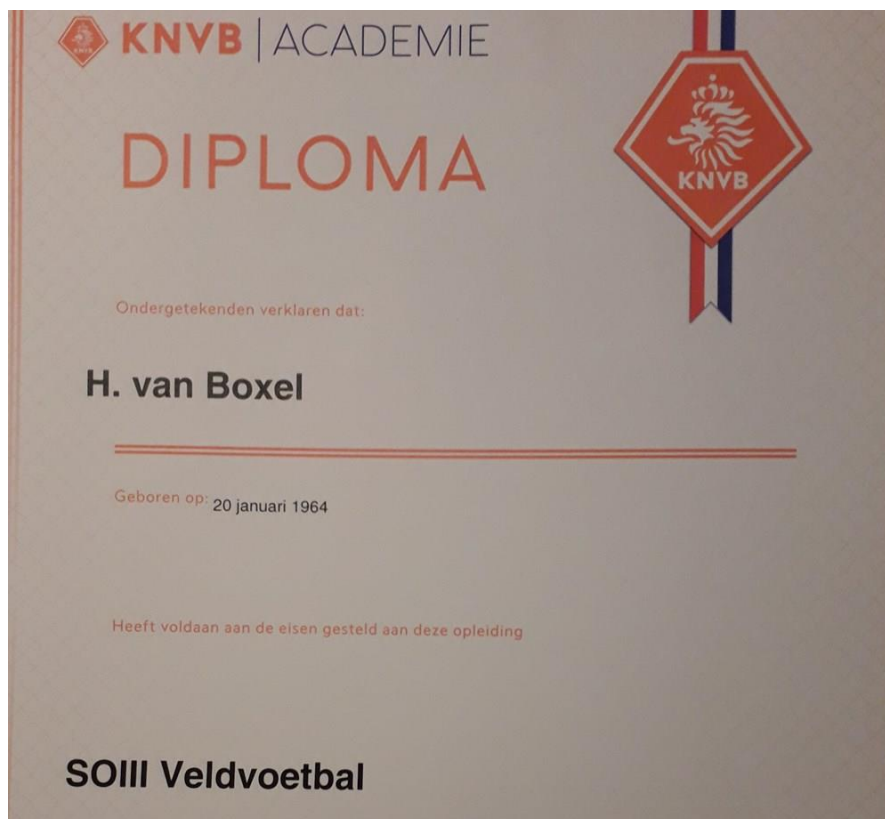 KNVB | ACADEMIE
DIPLOMA
KNVB
Ondergetekenden verklaren dat:
H. van Boxel
Geboren op: 20 januari 1964
Heeft voldaan aan de eisen gesteld aan deze opleiding
SOIII Veldvoetbal